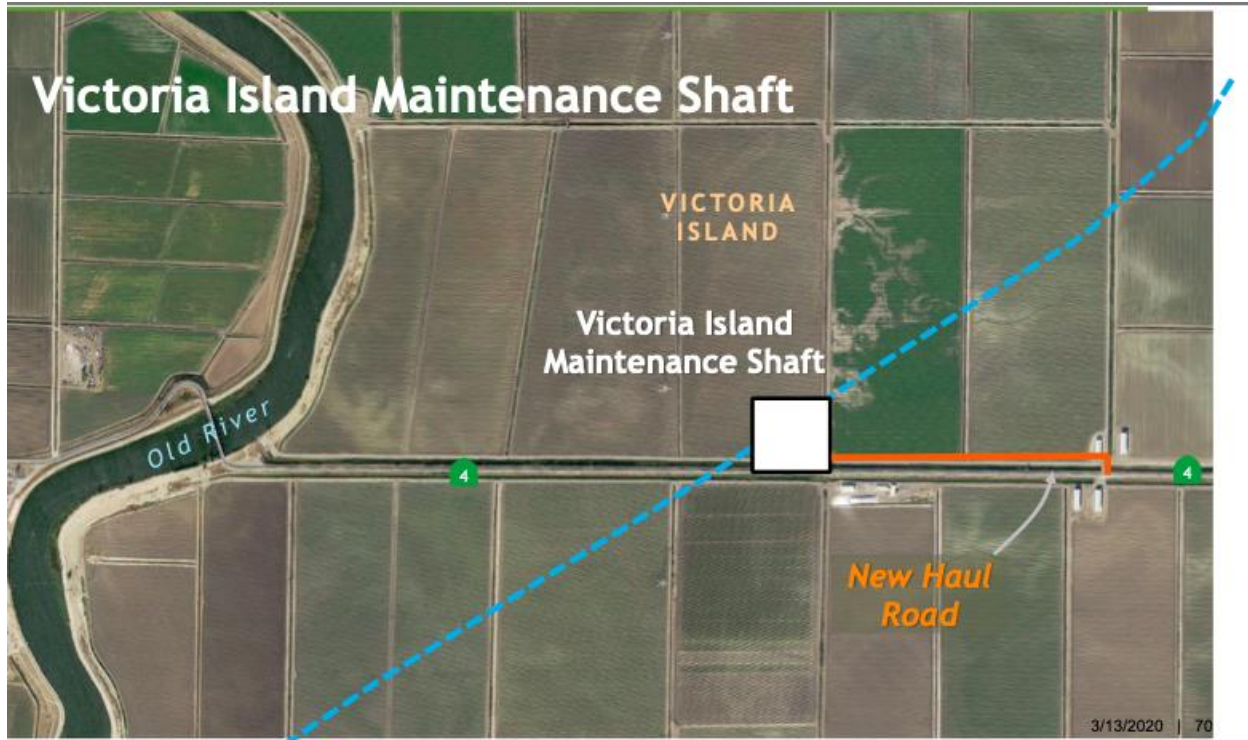 Victoria Island Maintenance Shaft
VICTORIA
ISLAND
Victoria Island
Maintenance Shaft
Old River
4
4
New Haul
Road
3/13/2020 | 70